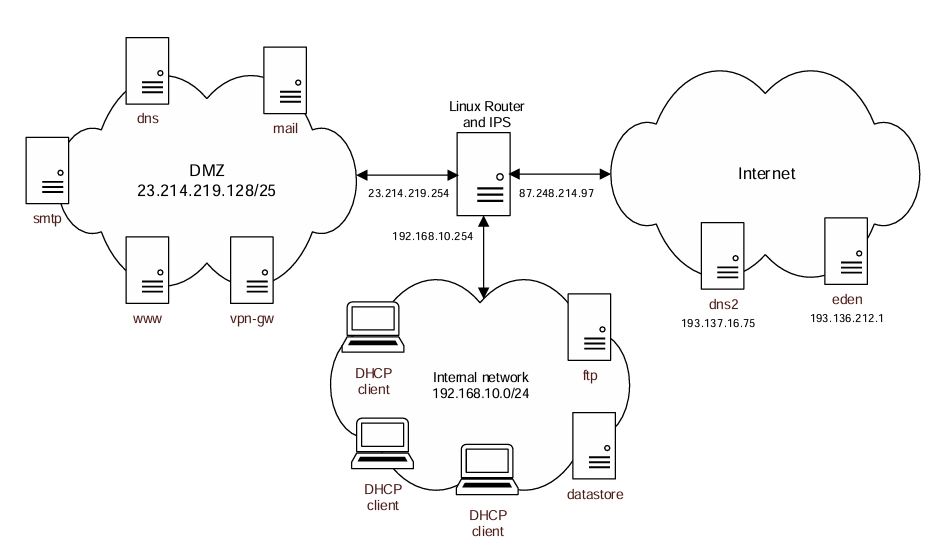 dns
mail
smtp
DMZ
23.214.219.128/25
www
vpn-gw
Linux Router
and IPS
23.214.219.254
87.248.214.97
192.168.10.254
Internet
dns2
193.137.16.75
eden
193.136.212.1
DHCP
client
Internal network
192.168.10.0/24
ftp
DHCP
client
datastore
DHCP
client